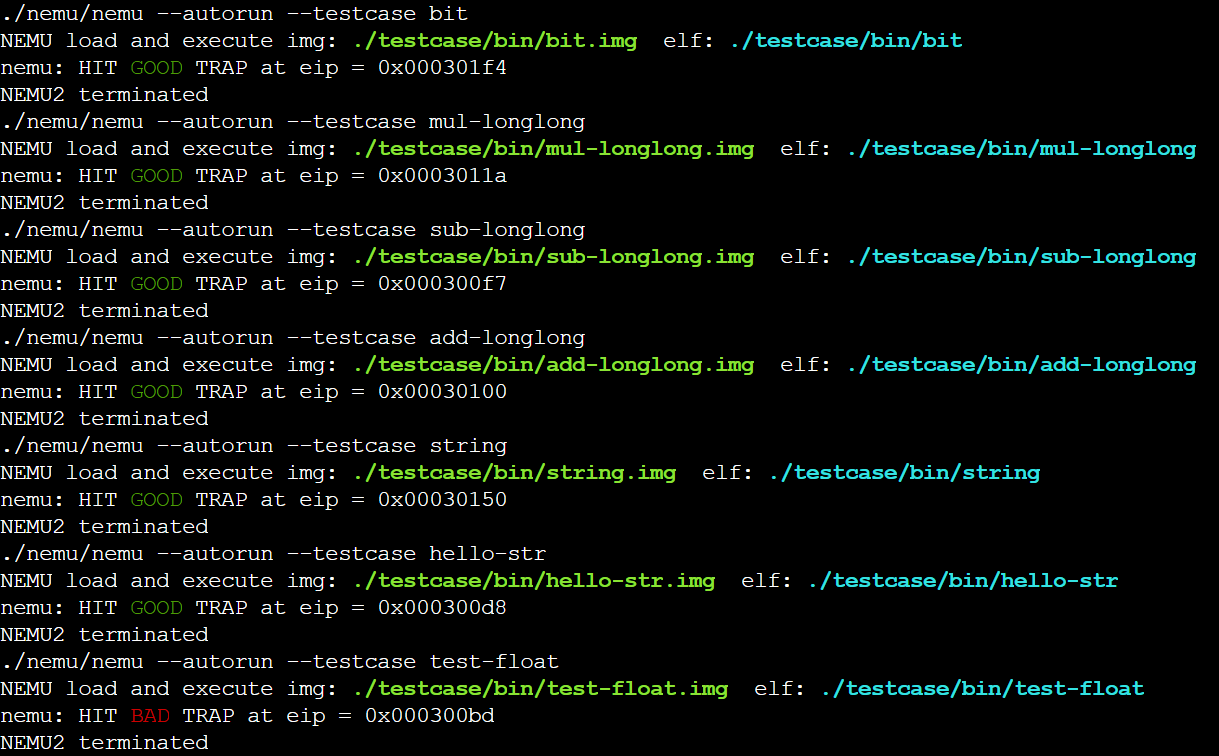 ./nemu/nemu --autorun --testcase bit
NEMU load and execute img: ./testcase/bin/bit.img  elf: ./testcase/bin/bit
nemu: HIT GOOD TRAP at eip = 0x000301f4
NEMU2 terminated
./nemu/nemu --autorun --testcase mul-longlong
NEMU load and execute img: ./testcase/bin/mul-longlong.img  elf: ./testcase/bin/mul-longlong
nemu: HIT GOOD TRAP at eip = 0x0003011a
NEMU2 terminated
./nemu/nemu --autorun --testcase sub-longlong
NEMU load and execute img: ./testcase/bin/sub-longlong.img  elf: ./testcase/bin/sub-longlong
nemu: HIT GOOD TRAP at eip = 0x000300f7
NEMU2 terminated
./nemu/nemu --autorun --testcase add-longlong
NEMU load and execute img: ./testcase/bin/add-longlong.img  elf: ./testcase/bin/add-longlong
nemu: HIT GOOD TRAP at eip = 0x00030100
NEMU2 terminated
./nemu/nemu --autorun --testcase string
NEMU load and execute img: ./testcase/bin/string.img  elf: ./testcase/bin/string
nemu: HIT GOOD TRAP at eip = 0x00030150
NEMU2 terminated
./nemu/nemu --autorun --testcase hello-str
NEMU load and execute img: ./testcase/bin/hello-str.img  elf: ./testcase/bin/hello-str
nemu: HIT GOOD TRAP at eip = 0x000300d8
NEMU2 terminated
./nemu/nemu --autorun --testcase test-float
NEMU load and execute img: ./testcase/bin/test-float.img  elf: ./testcase/bin/test-float
nemu: HIT BAD TRAP at eip = 0x000300bd
NEMU2 terminated